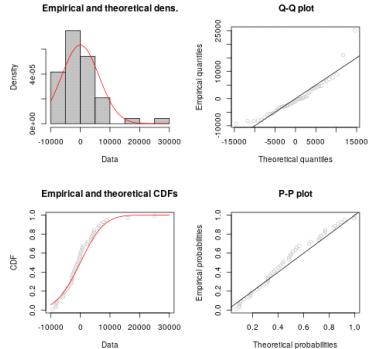 Empirical and theoretical dens.
Density
0e+00 4e-05
-10000 0 10000 20000 30000
Data
Q-Q plot
Empirical quantiles
-10000 0 10000 25000
-15000 -5000 0 5000 15000
Theoretical quantiles
Empirical and theoretical CDFs
CDF
0.0 0.2 0.4 0.6 0.8 1.0
-10000 0 10000 20000 30000
Data
P-P plot
Empirical probabilities
0.0 0.2 0.4 0.6 0.8 1.0
0.2 0.4 0.6 0.8 1.0
Theoretical probabilities